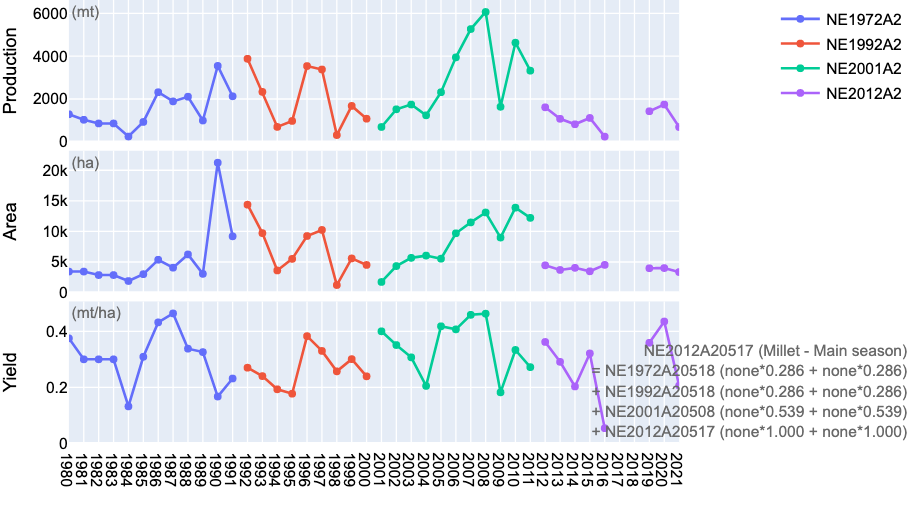 Production
(mt)
6000
4000
2000
0
NE1972A2
NE1992A2
NE2001A2
NE2012A2
Area
(ha)
20k
15k
10k
5k
0
Yield
(mt/ha)
0.4
0.2
0
NE2012A20517 (Millet - Main season)
= NE1972A20518 (none*0.286 + none*0.286)
+ NE1992A20518 (none*0.286 + none*0.286)
+ NE2001A20508 (none*0.539 + none*0.539)
+ NE2012A20517 (none*1.000 + none*1.000)
1980
1981
1982
1983
1984
1985
1986
1987
1988
1989
1990
1991
1992
1993
1994
1995
1996
1997
1998
1999
2000
2001
2002
2003
2004
2005
2006
2007
2008
2009
2010
2011
2012
2013
2014
2015
2016
2017
2018
2019
2020
2021